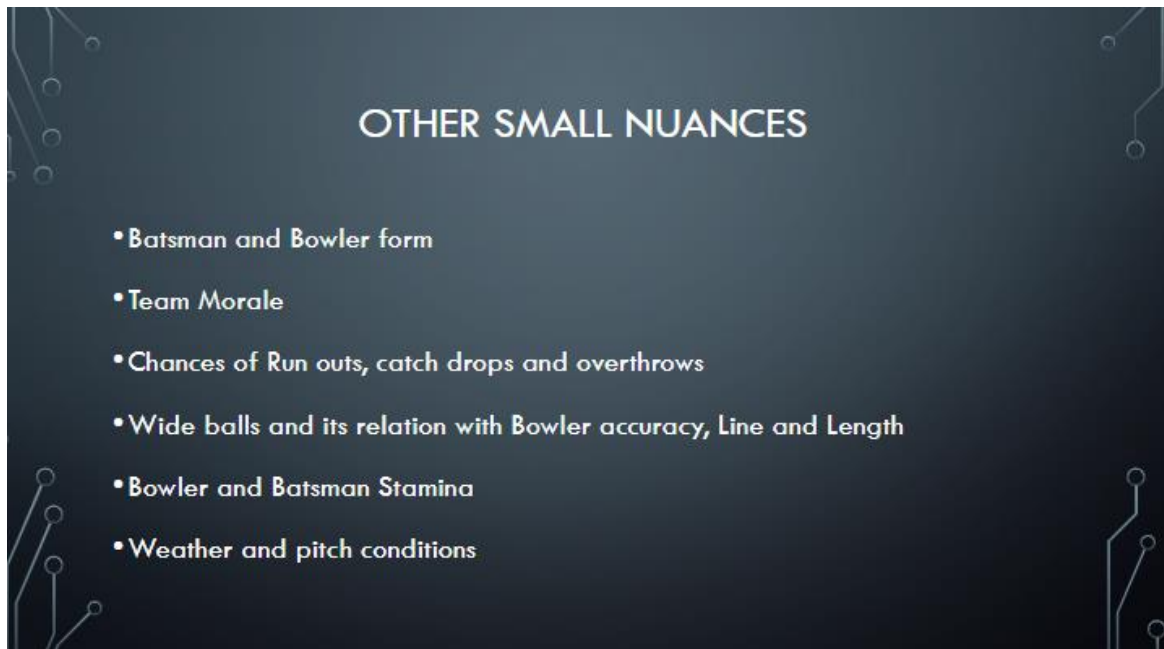 OTHER SMALL NUANCES
•Batsman and Bowler form
•Team Morale
•Chances of Run outs, catch drops and overthrows
•Wide balls and its relation with Bowler accuracy, Line and Length
•Bowler and Batsman Stamina
•Weather and pitch conditions